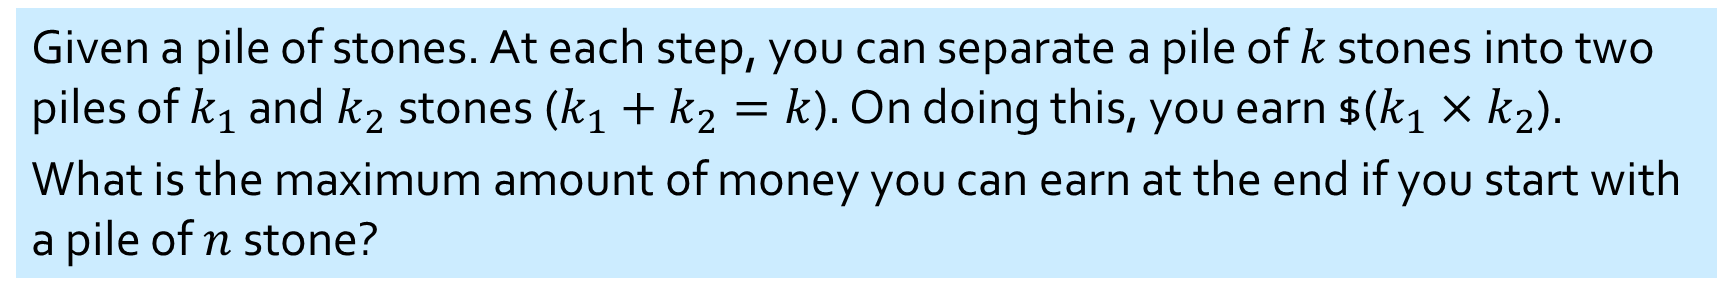 Given a pile of stones. At each step, you can separate a pile of k stones into two
piles of k₁ and k₂ stones (k₁ + k₂ = k). On doing this, you earn $(k₁ × k₂).
What is the maximum amount of money you can earn at the end if you start with
a pile of n stone?